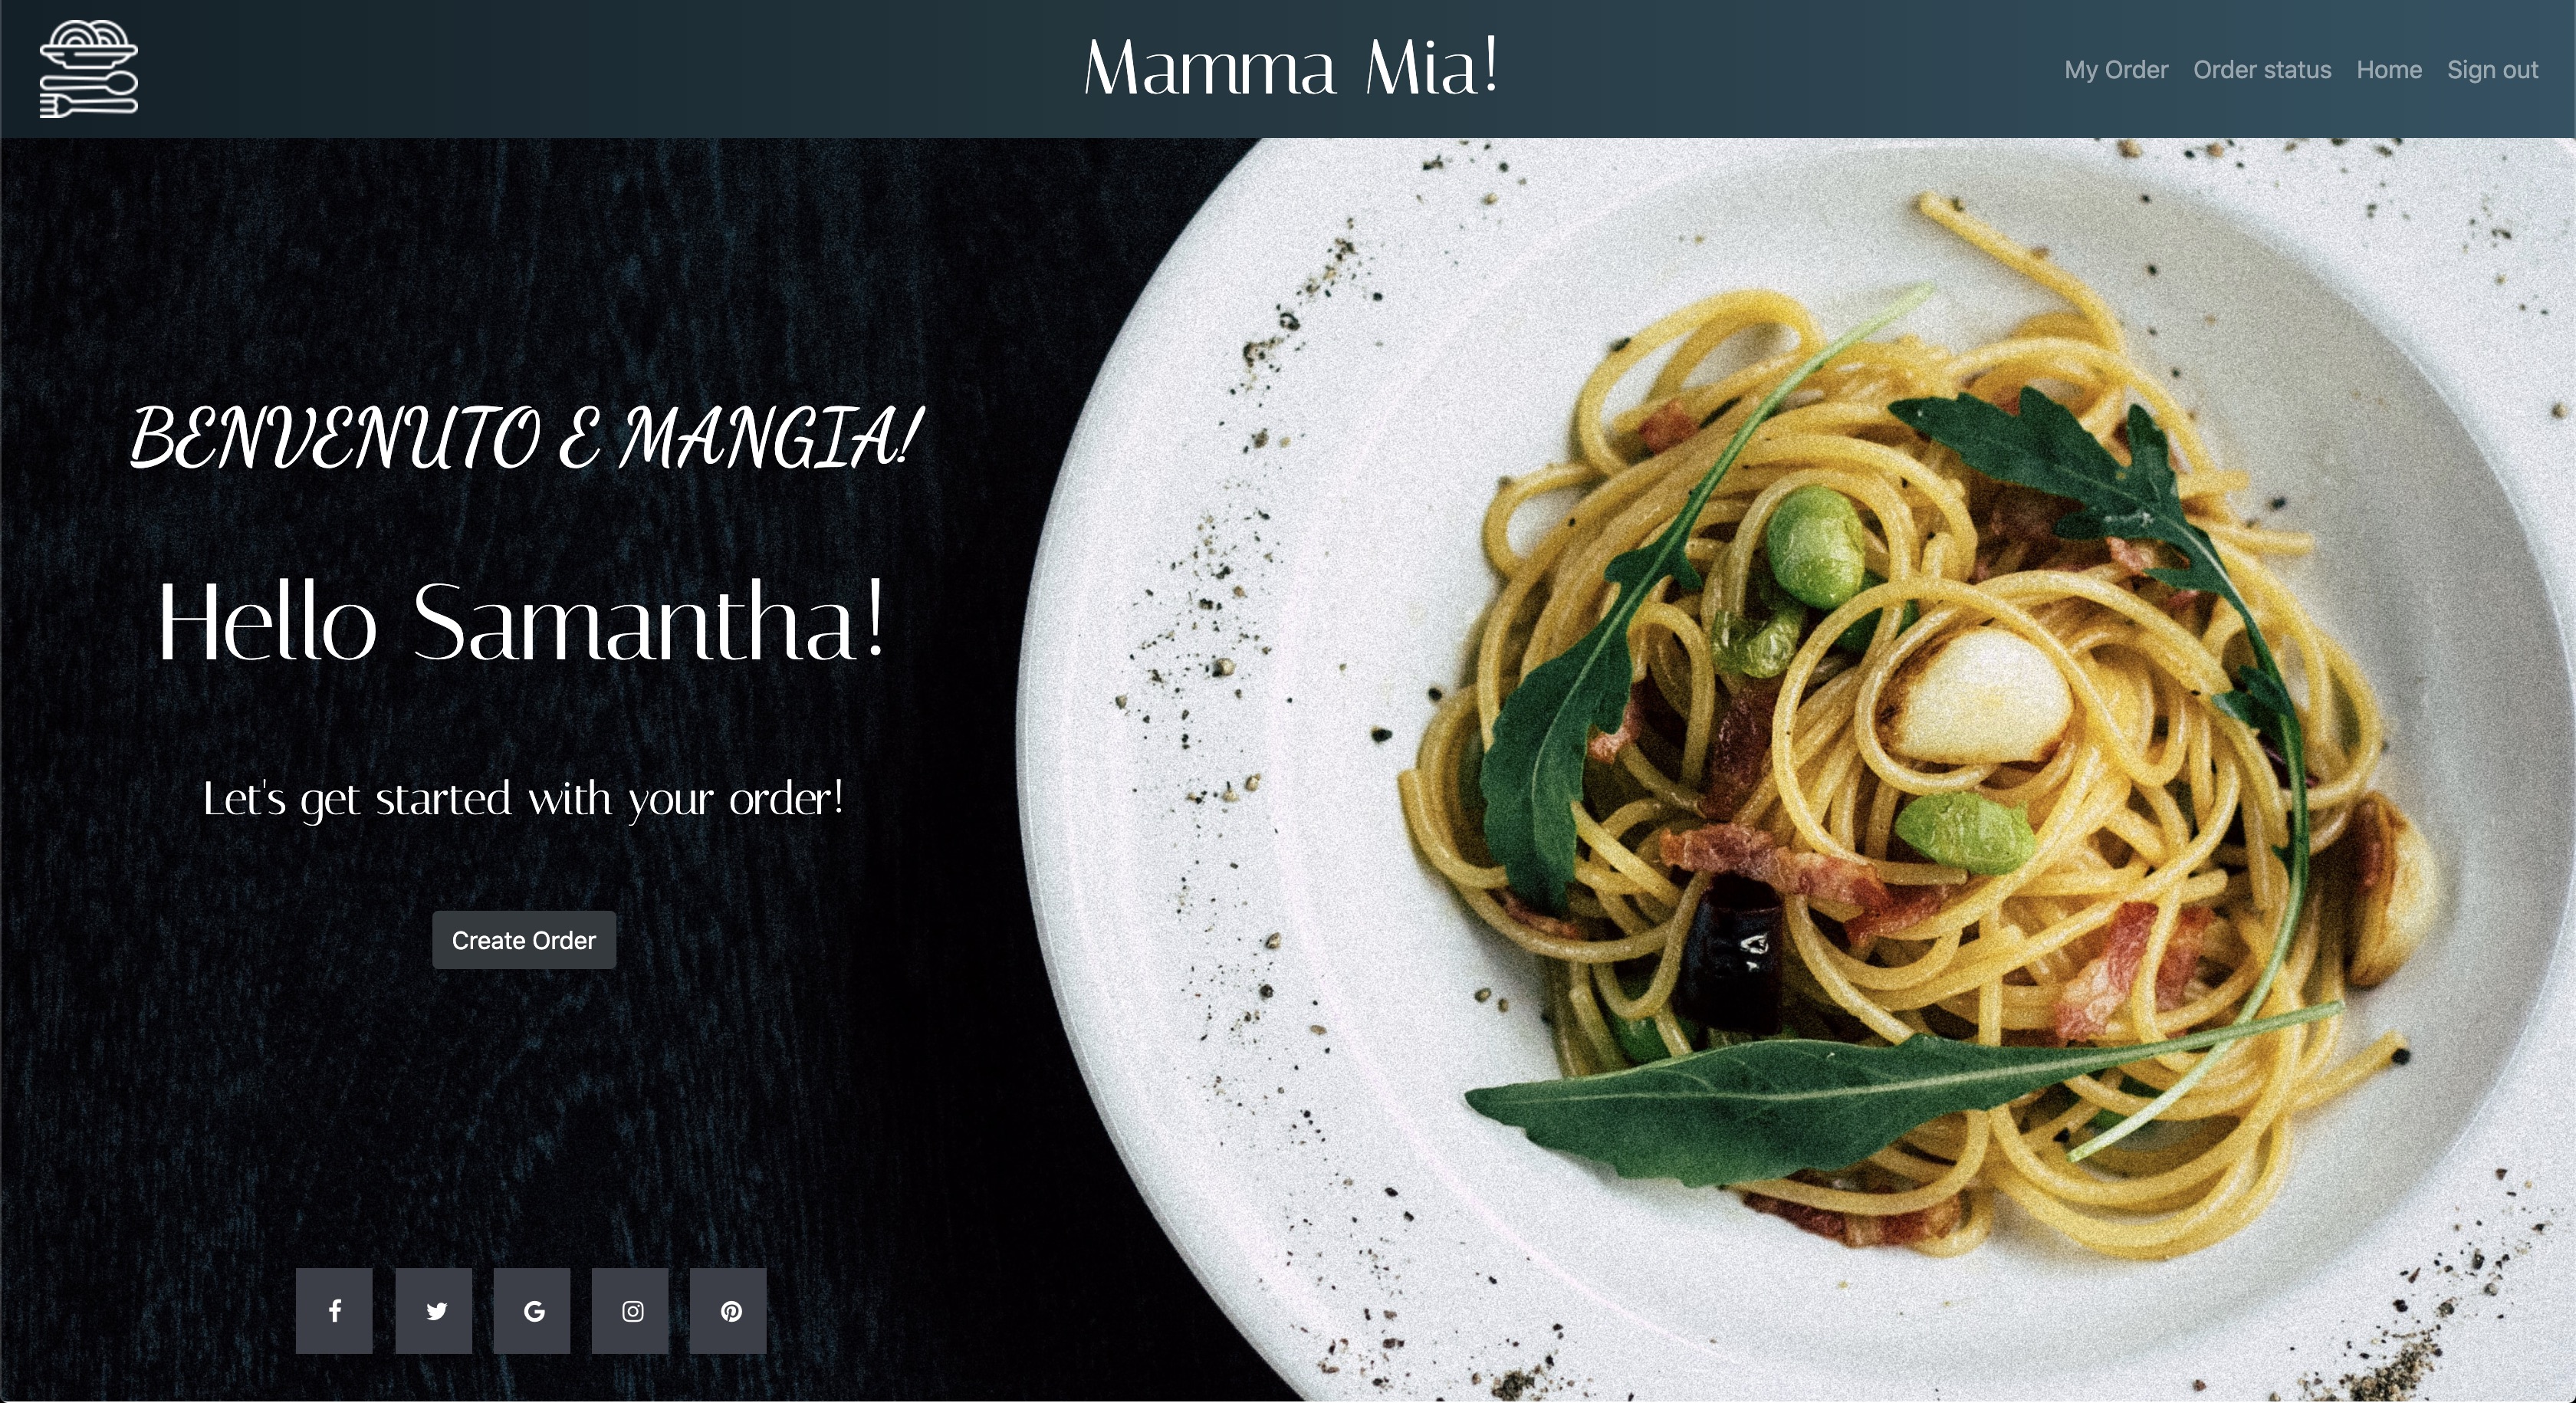 Mamma Mia!
My Order Order status Home Sign out
BENVENUTO E MANGIA!
Hello Samantha!
Let's get started with your order!
Create Order